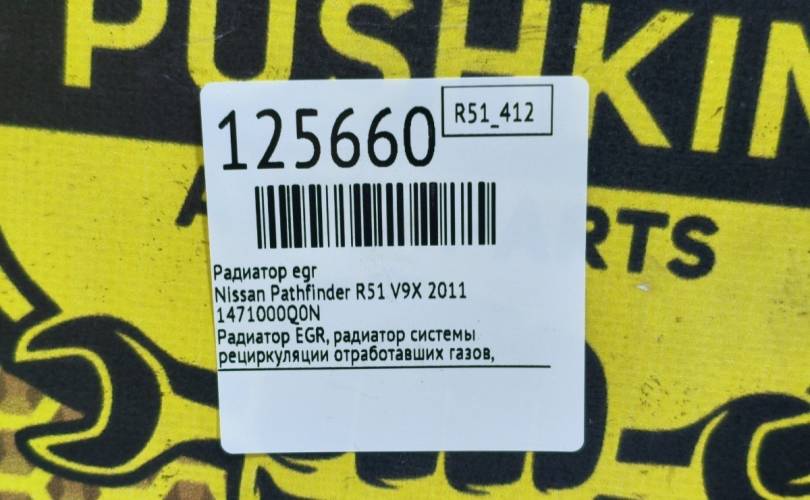 PUSHKIN
125660
R51_412
RTS
Радиатор egr
Nissan Pathfinder R51 V9X 2011
1471000Q0N
Радиатор EGR, радиатор системы
рециркуляции отработавших газов,